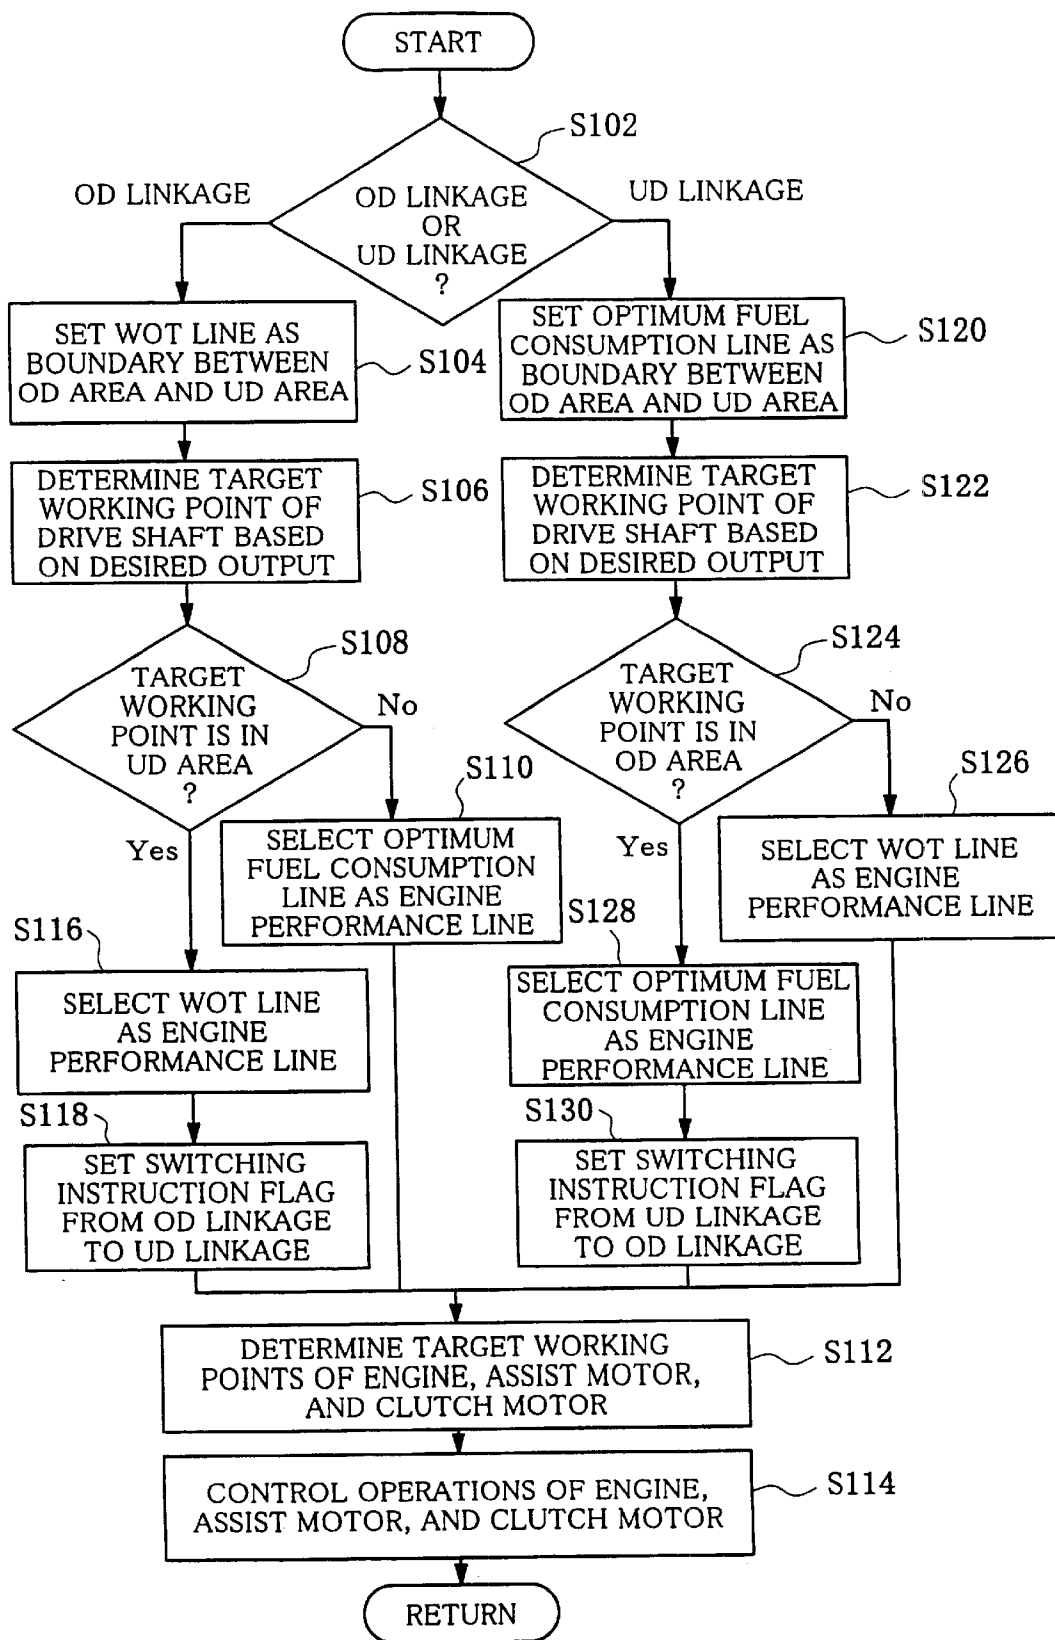 START
S102
OD LINKAGE
UD LINKAGE
OD LINKAGE
OR
UD LINKAGE
?
SET WOT LINE AS
BOUNDARY BETWEEN
OD AREA AND UD AREA
S104
SET OPTIMUM FUEL
CONSUMPTION LINE AS
BOUNDARY BETWEEN
OD AREA AND UD AREA
S120
DETERMINE TARGET
WORKING POINT OF
DRIVE SHAFT BASED
ON DESIRED OUTPUT
S106
DETERMINE TARGET
WORKING POINT OF
DRIVE SHAFT BASED
ON DESIRED OUTPUT
S122
S108
TARGET
WORKING
POINT IS IN
UD AREA
?
No
Yes
S124
TARGET
WORKING
POINT IS IN
OD AREA
?
No
Yes
S110
SELECT OPTIMUM
FUEL CONSUMPTION
LINE AS ENGINE
PERFORMANCE LINE
S126
SELECT WOT LINE
AS ENGINE
PERFORMANCE LINE
S116
SELECT WOT LINE
AS ENGINE
PERFORMANCE LINE
S128
SELECT OPTIMUM FUEL
CONSUMPTION LINE
AS ENGINE
PERFORMANCE LINE
S118
SET SWITCHING
INSTRUCTION FLAG
FROM OD LINKAGE
TO UD LINKAGE
S130
SET SWITCHING
INSTRUCTION FLAG
FROM UD LINKAGE
TO OD LINKAGE
DETERMINE TARGET WORKING
POINTS OF ENGINE, ASSIST MOTOR,
AND CLUTCH MOTOR
S112
CONTROL OPERATIONS OF ENGINE,
ASSIST MOTOR, AND CLUTCH MOTOR
S114
RETURN